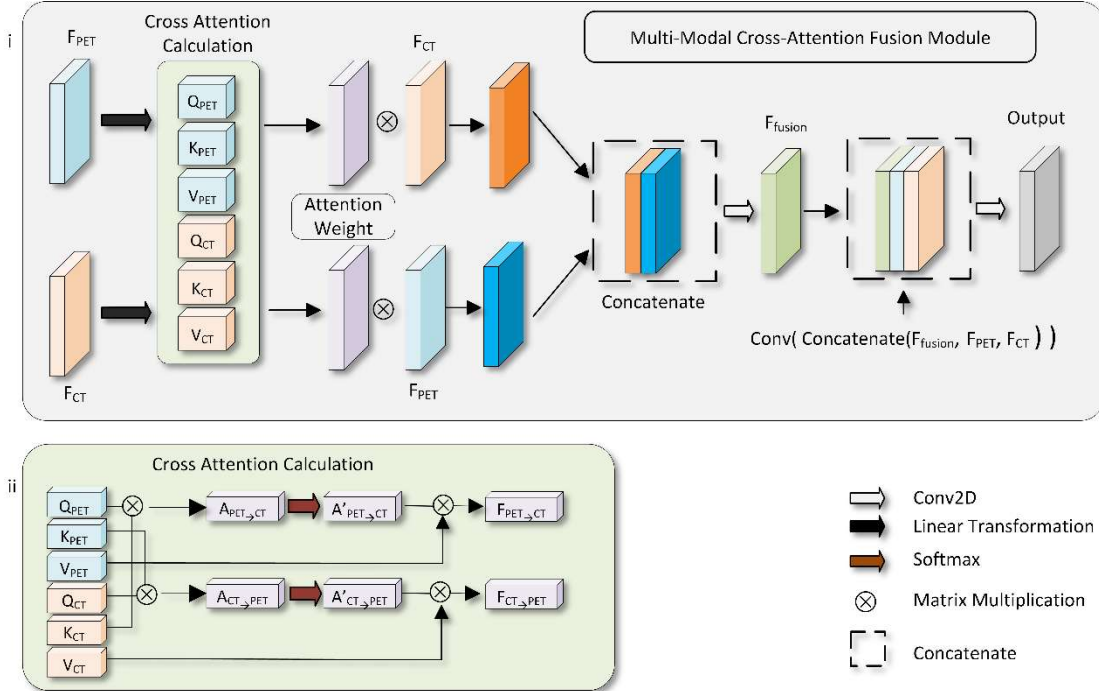 i
Multi-Modal Cross-Attention Fusion Module
Cross Attention
Calculation
F_PET
F_CT
Q_PET
K_PET
V_PET
Q_CT
K_CT
V_CT
F_CT
Attention
Weight
F_PET
Concatenate
F_fusion
Output
Conv( Concatenate(F_fusion, F_PET, F_CT ) )
ii
Cross Attention Calculation
Q_PET
K_PET
V_PET
Q_CT
K_CT
V_CT
A_PET→CT
A'_PET→CT
F_PET→CT
A_CT→PET
A'_CT→PET
F_CT→PET
Conv2D
Linear Transformation
Softmax
Matrix Multiplication
Concatenate